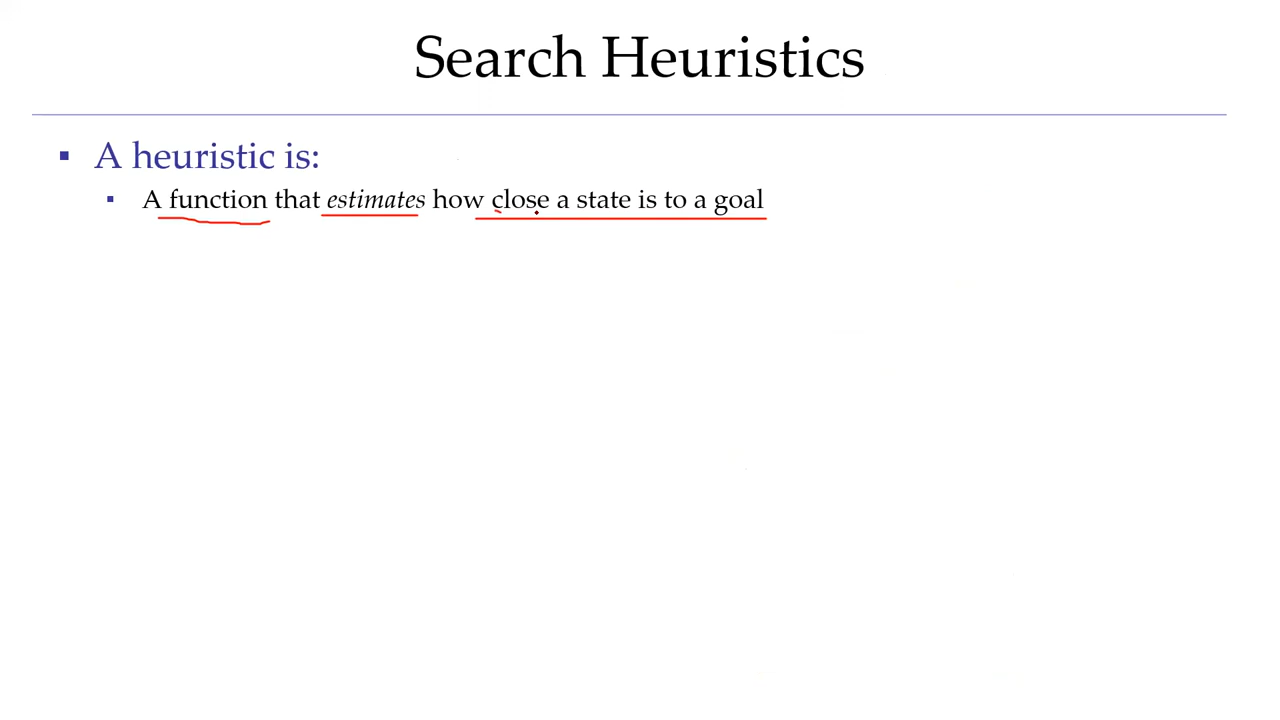 Search Heuristics
▪ A heuristic is:
▪ A function that estimates how close a state is to a goal